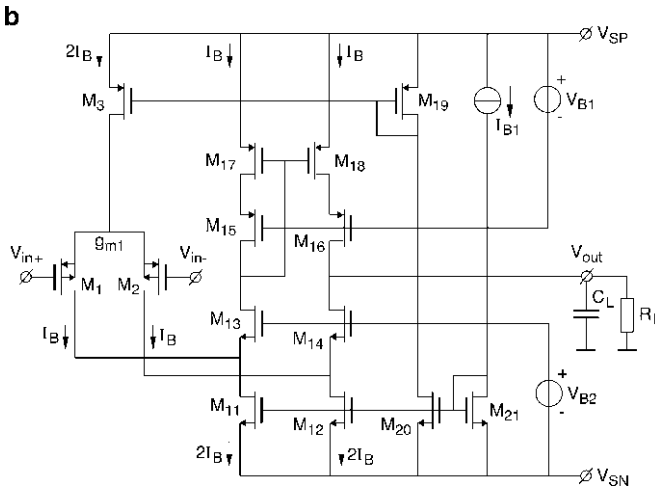 b
2I_B
I_B
I_B
V_SP
M_3
M_19
I_B1
+
V_B1
-
M_17
M_18
M_15
M_16
V_in+
g_m1
V_in-
V_out
M_1
M_2
C_L
M_13
M_14
I_B
I_B
+
V_B2
-
M_11
M_12
M_20
M_21
2I_B
2I_B
V_SN